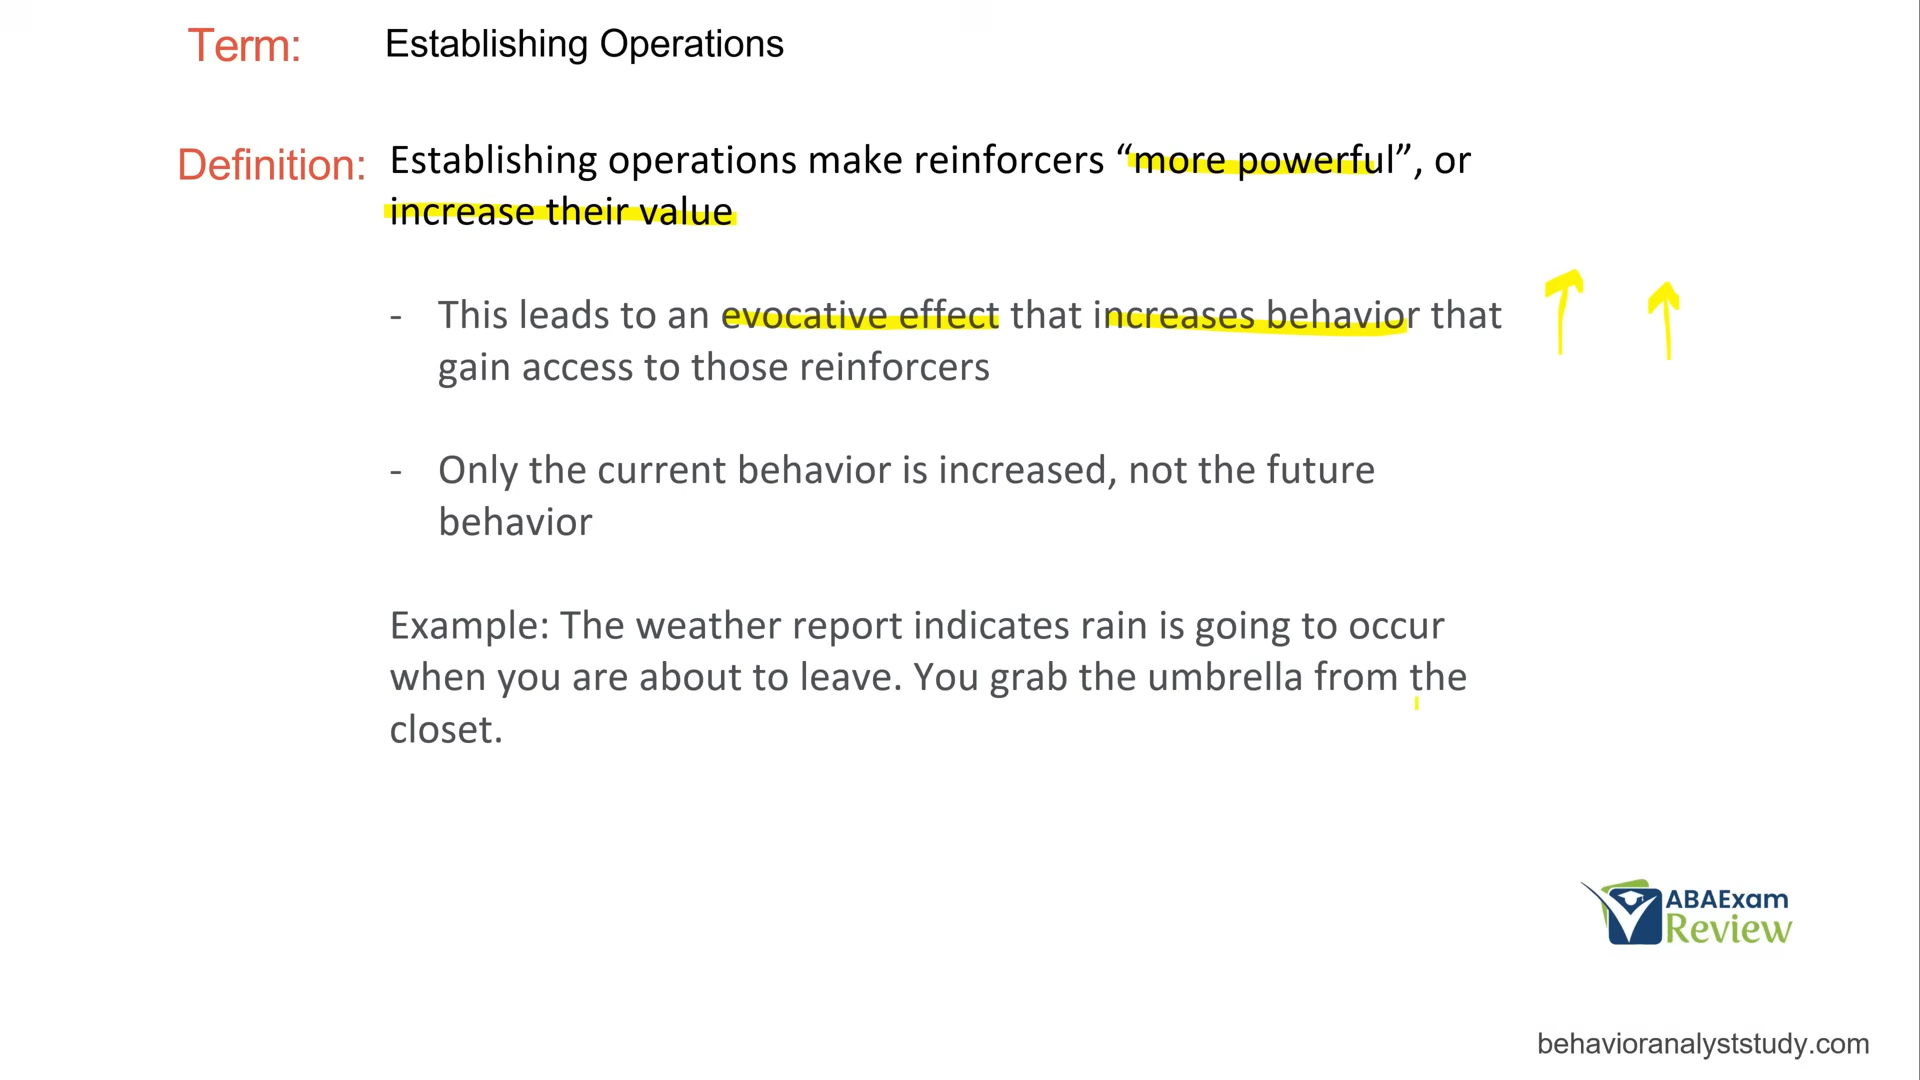 Term: Establishing Operations
Definition: Establishing operations make reinforcers “more powerful”, or
increase their value
- This leads to an evocative effect that increases behavior that
gain access to those reinforcers
- Only the current behavior is increased, not the future
behavior
Example: The weather report indicates rain is going to occur
when you are about to leave. You grab the umbrella from the
closet.
ABAExam
Review
behavioranalyststudy.com